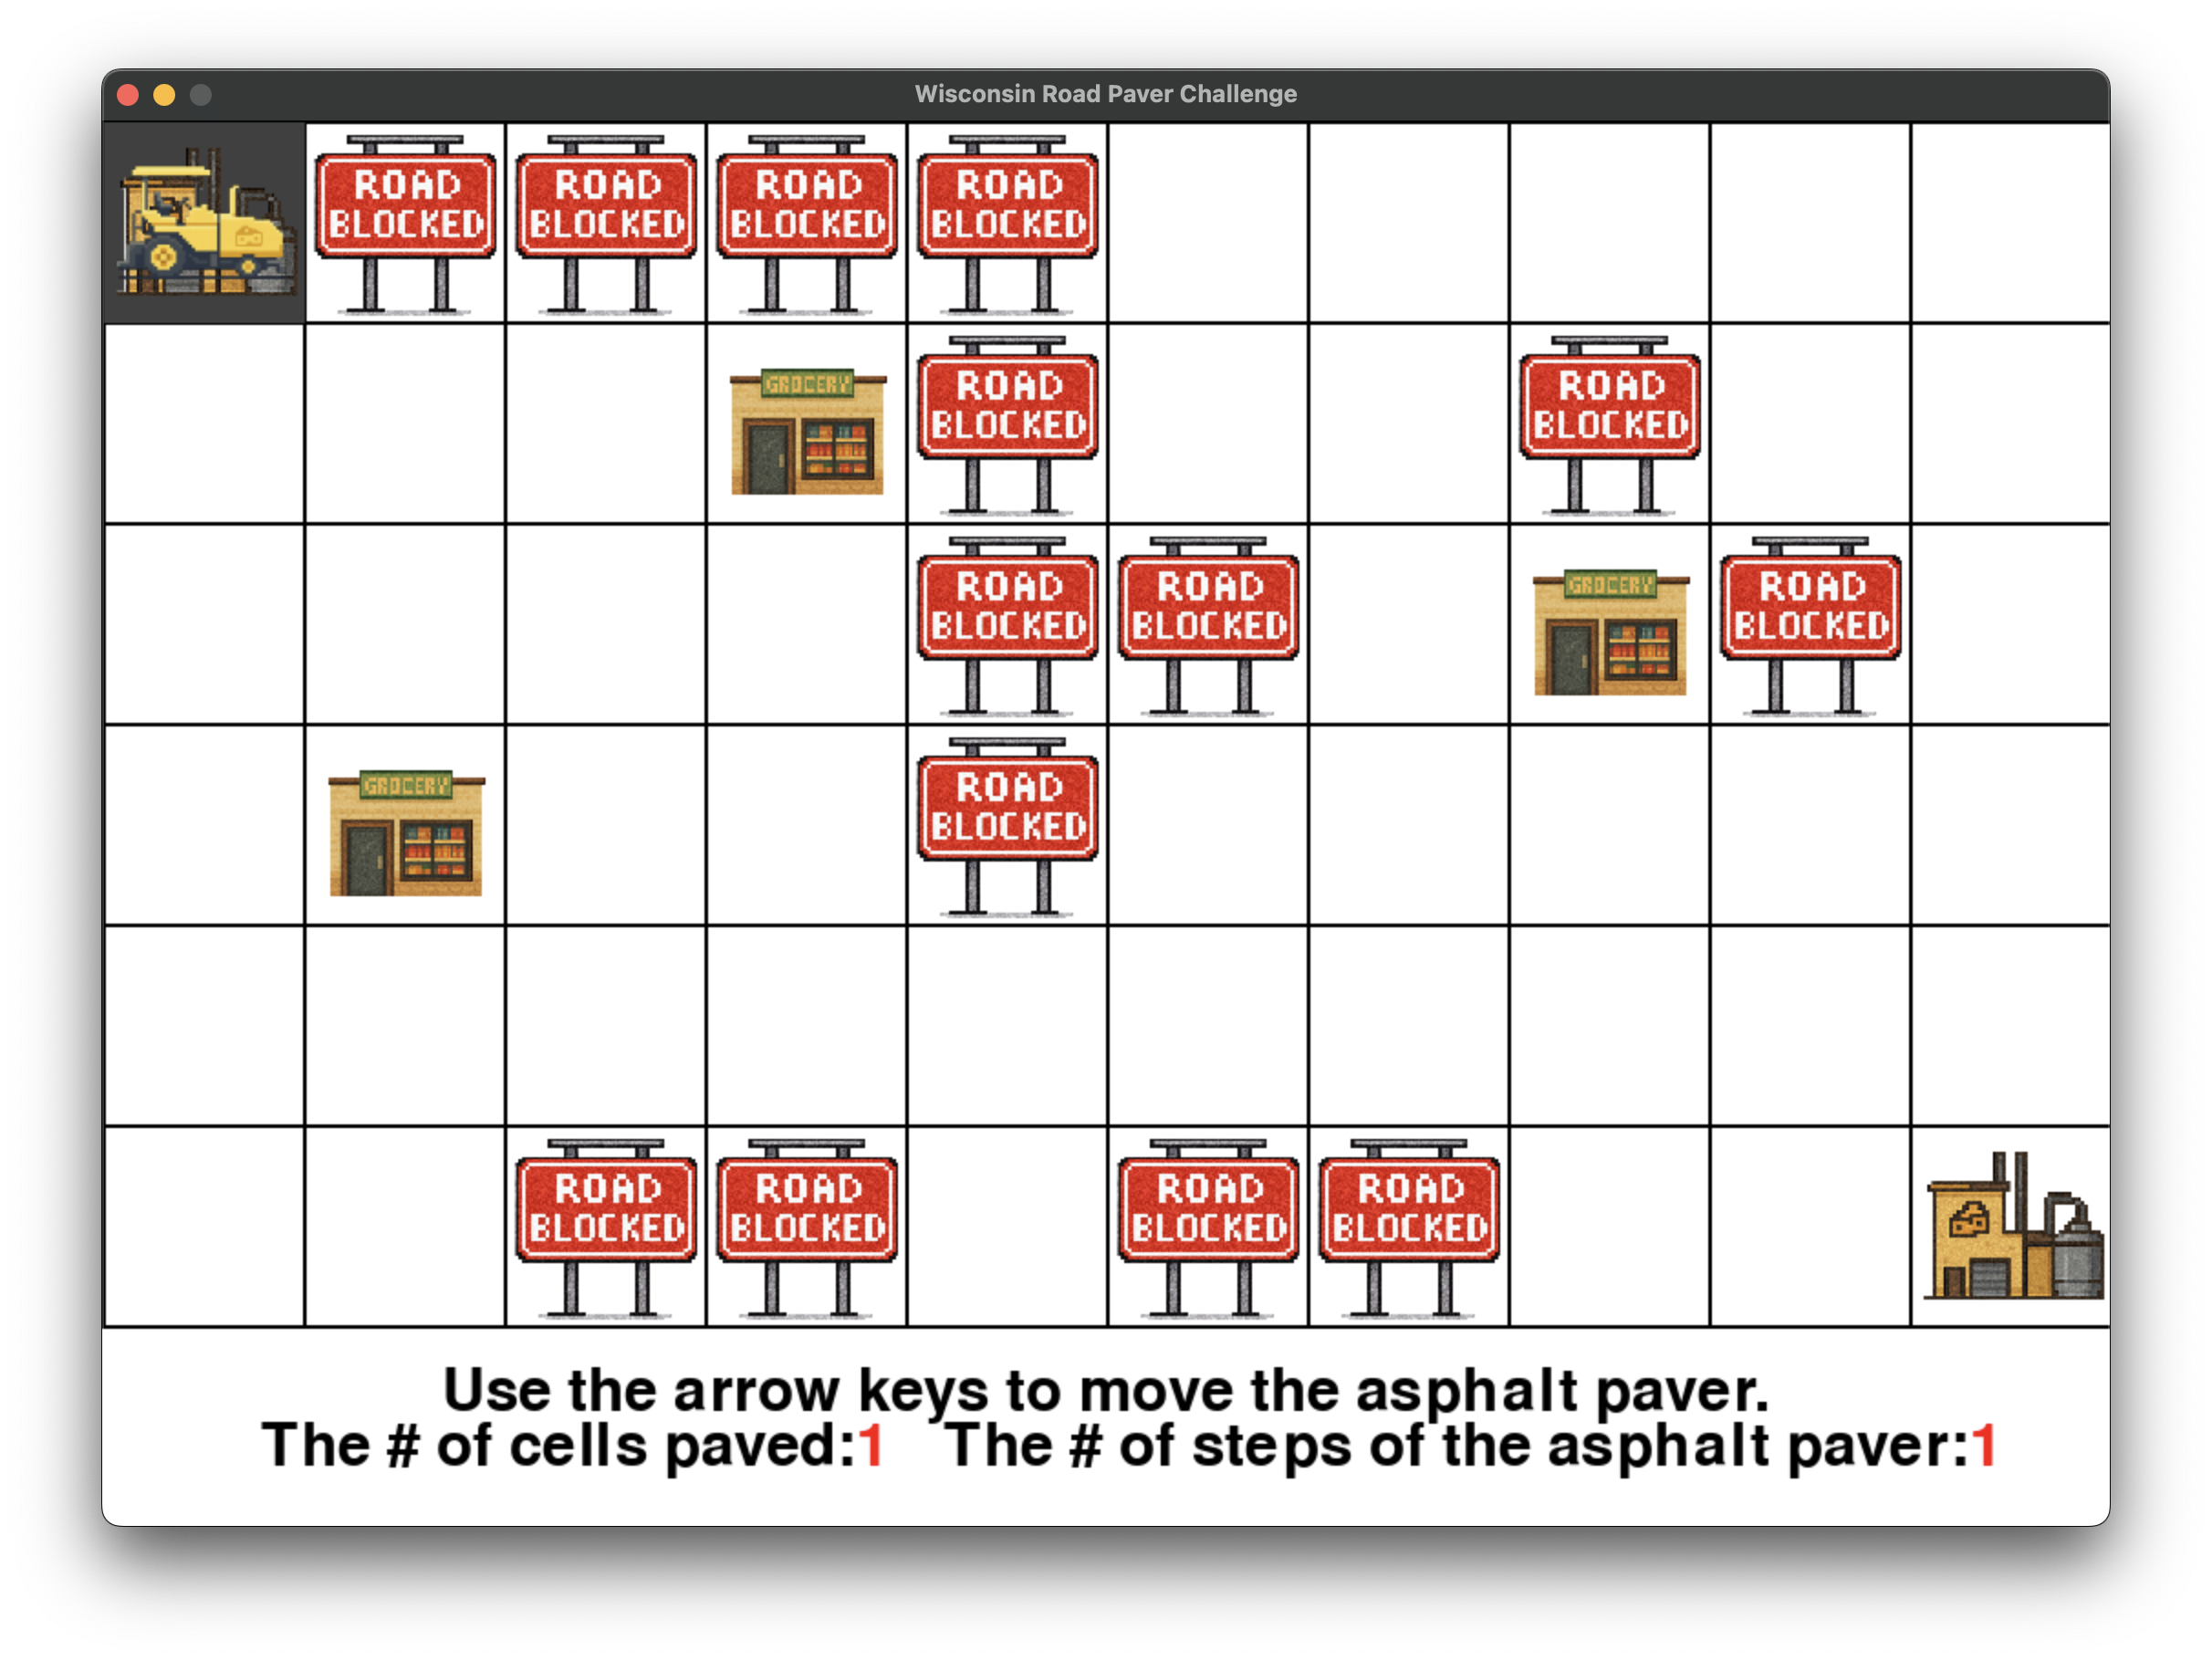 Wisconsin Road Paver Challenge
ROAD
BLOCKED
ROAD
BLOCKED
ROAD
BLOCKED
ROAD
BLOCKED
GROCERY
ROAD
BLOCKED
ROAD
BLOCKED
ROAD
BLOCKED
ROAD
BLOCKED
GROCERY
ROAD
BLOCKED
GROCERY
ROAD
BLOCKED
ROAD
BLOCKED
ROAD
BLOCKED
ROAD
BLOCKED
ROAD
BLOCKED
Use the arrow keys to move the asphalt paver.
The # of cells paved:1 The # of steps of the asphalt paver:1